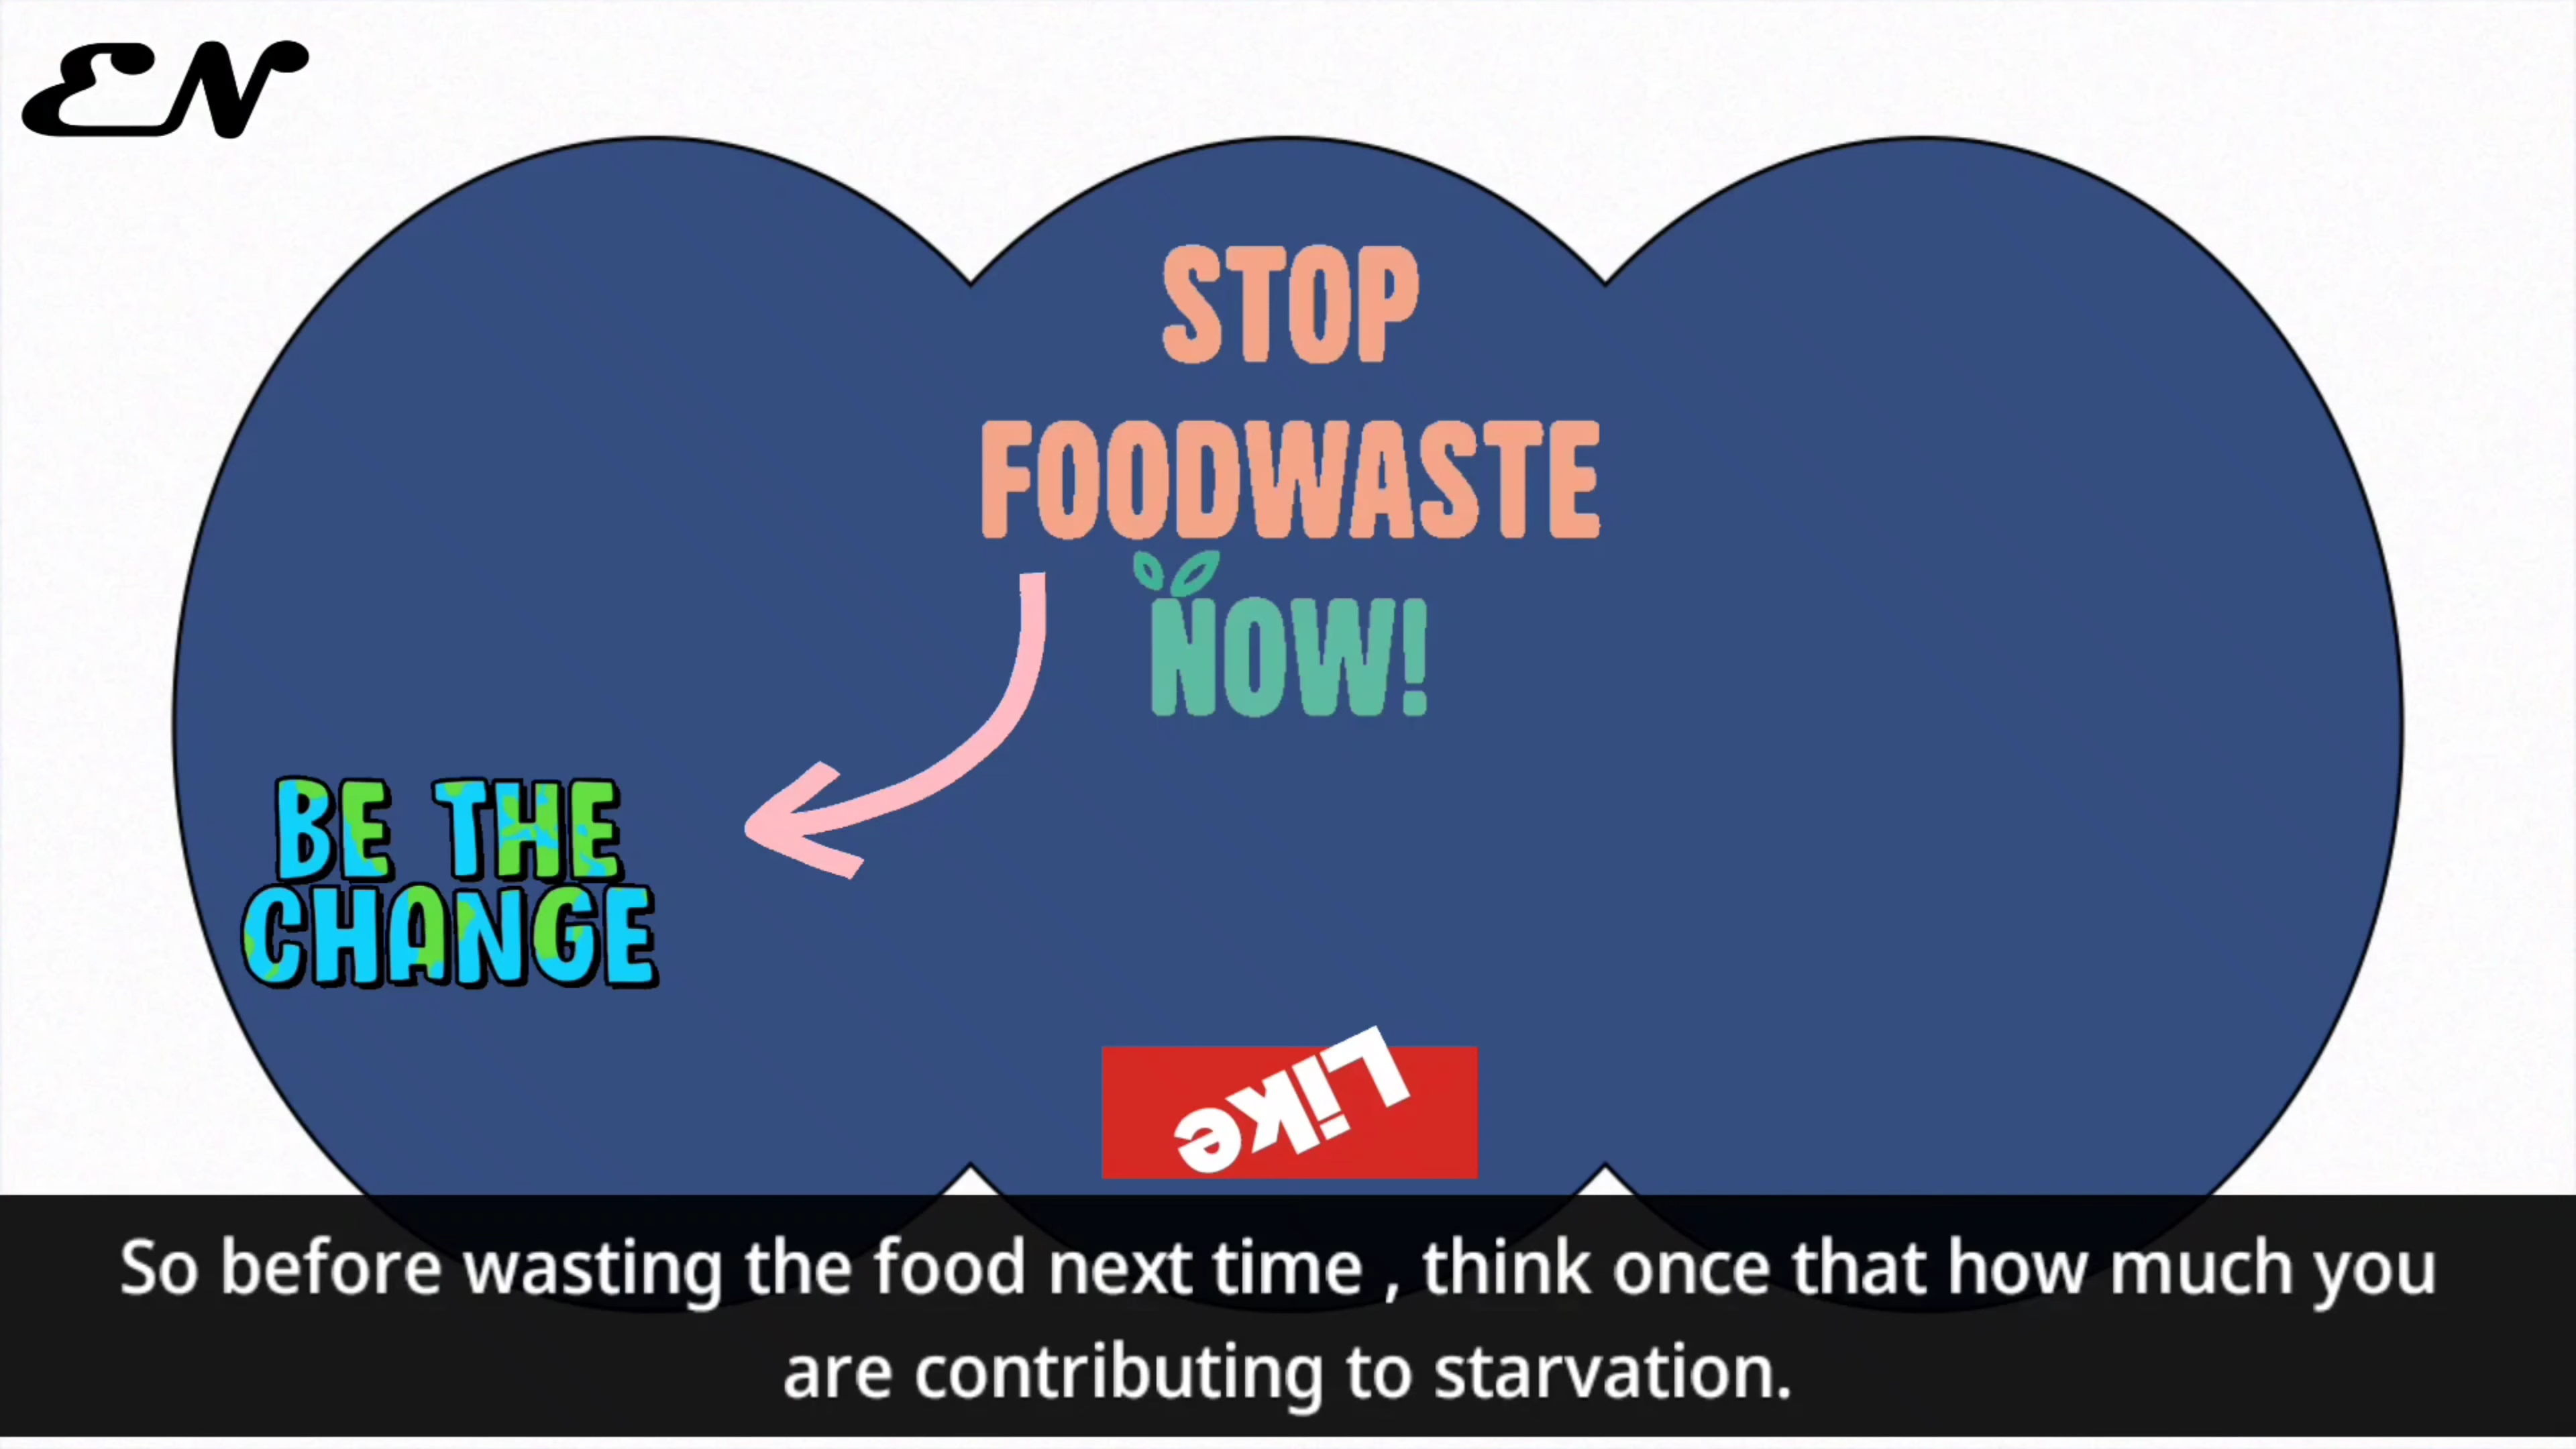 EN
STOP
FOODWASTE
NOW!
BE THE
CHANGE
Like
So before wasting the food next time , think once that how much you
are contributing to starvation.